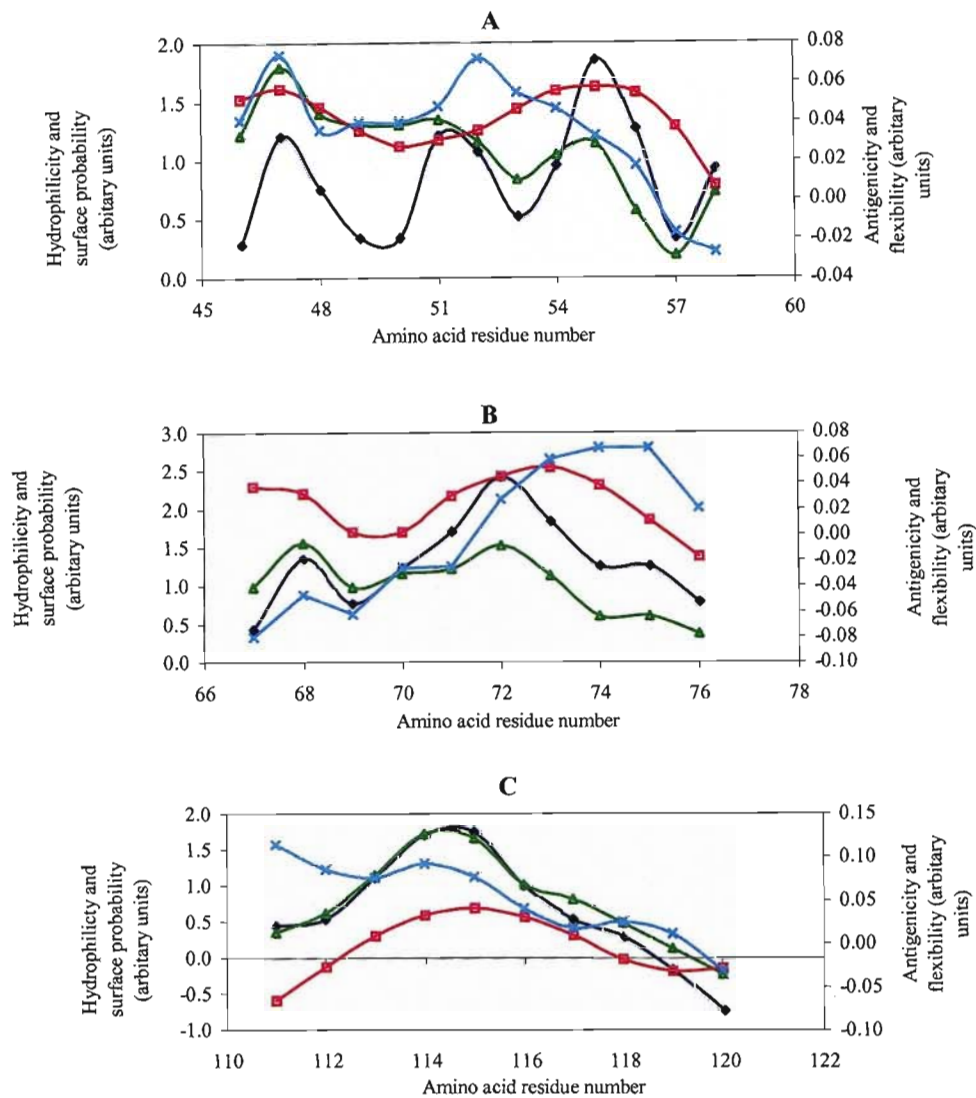 A
2.0
1.5
1.0
0.5
0.0
Hydrophilicity and
surface probability
(arbitrary units)
0.08
0.06
0.04
0.02
0.00
-0.02
-0.04
Antigenicity and
flexibility (arbitary
units)
45 48 51 54 57 60
Amino acid residue number
B
3.0
2.5
2.0
1.5
1.0
0.5
0.0
Hydrophilicity and
surface probability
(arbitary units)
0.08
0.06
0.04
0.02
0.00
-0.02
-0.04
-0.06
-0.08
-0.10
Antigenicity and
flexibility (arbitary
units)
66 68 70 72 74 76 78
Amino acid residue number
C
2.0
1.5
1.0
0.5
0.0
-0.5
-1.0
Hydrophilicty and
surface probability
(arbitary units)
0.15
0.10
0.05
0.00
-0.05
-0.10
Antigenicity and
flexibility (arbitary
units)
110 112 114 116 118 120 122
Amino acid residue number